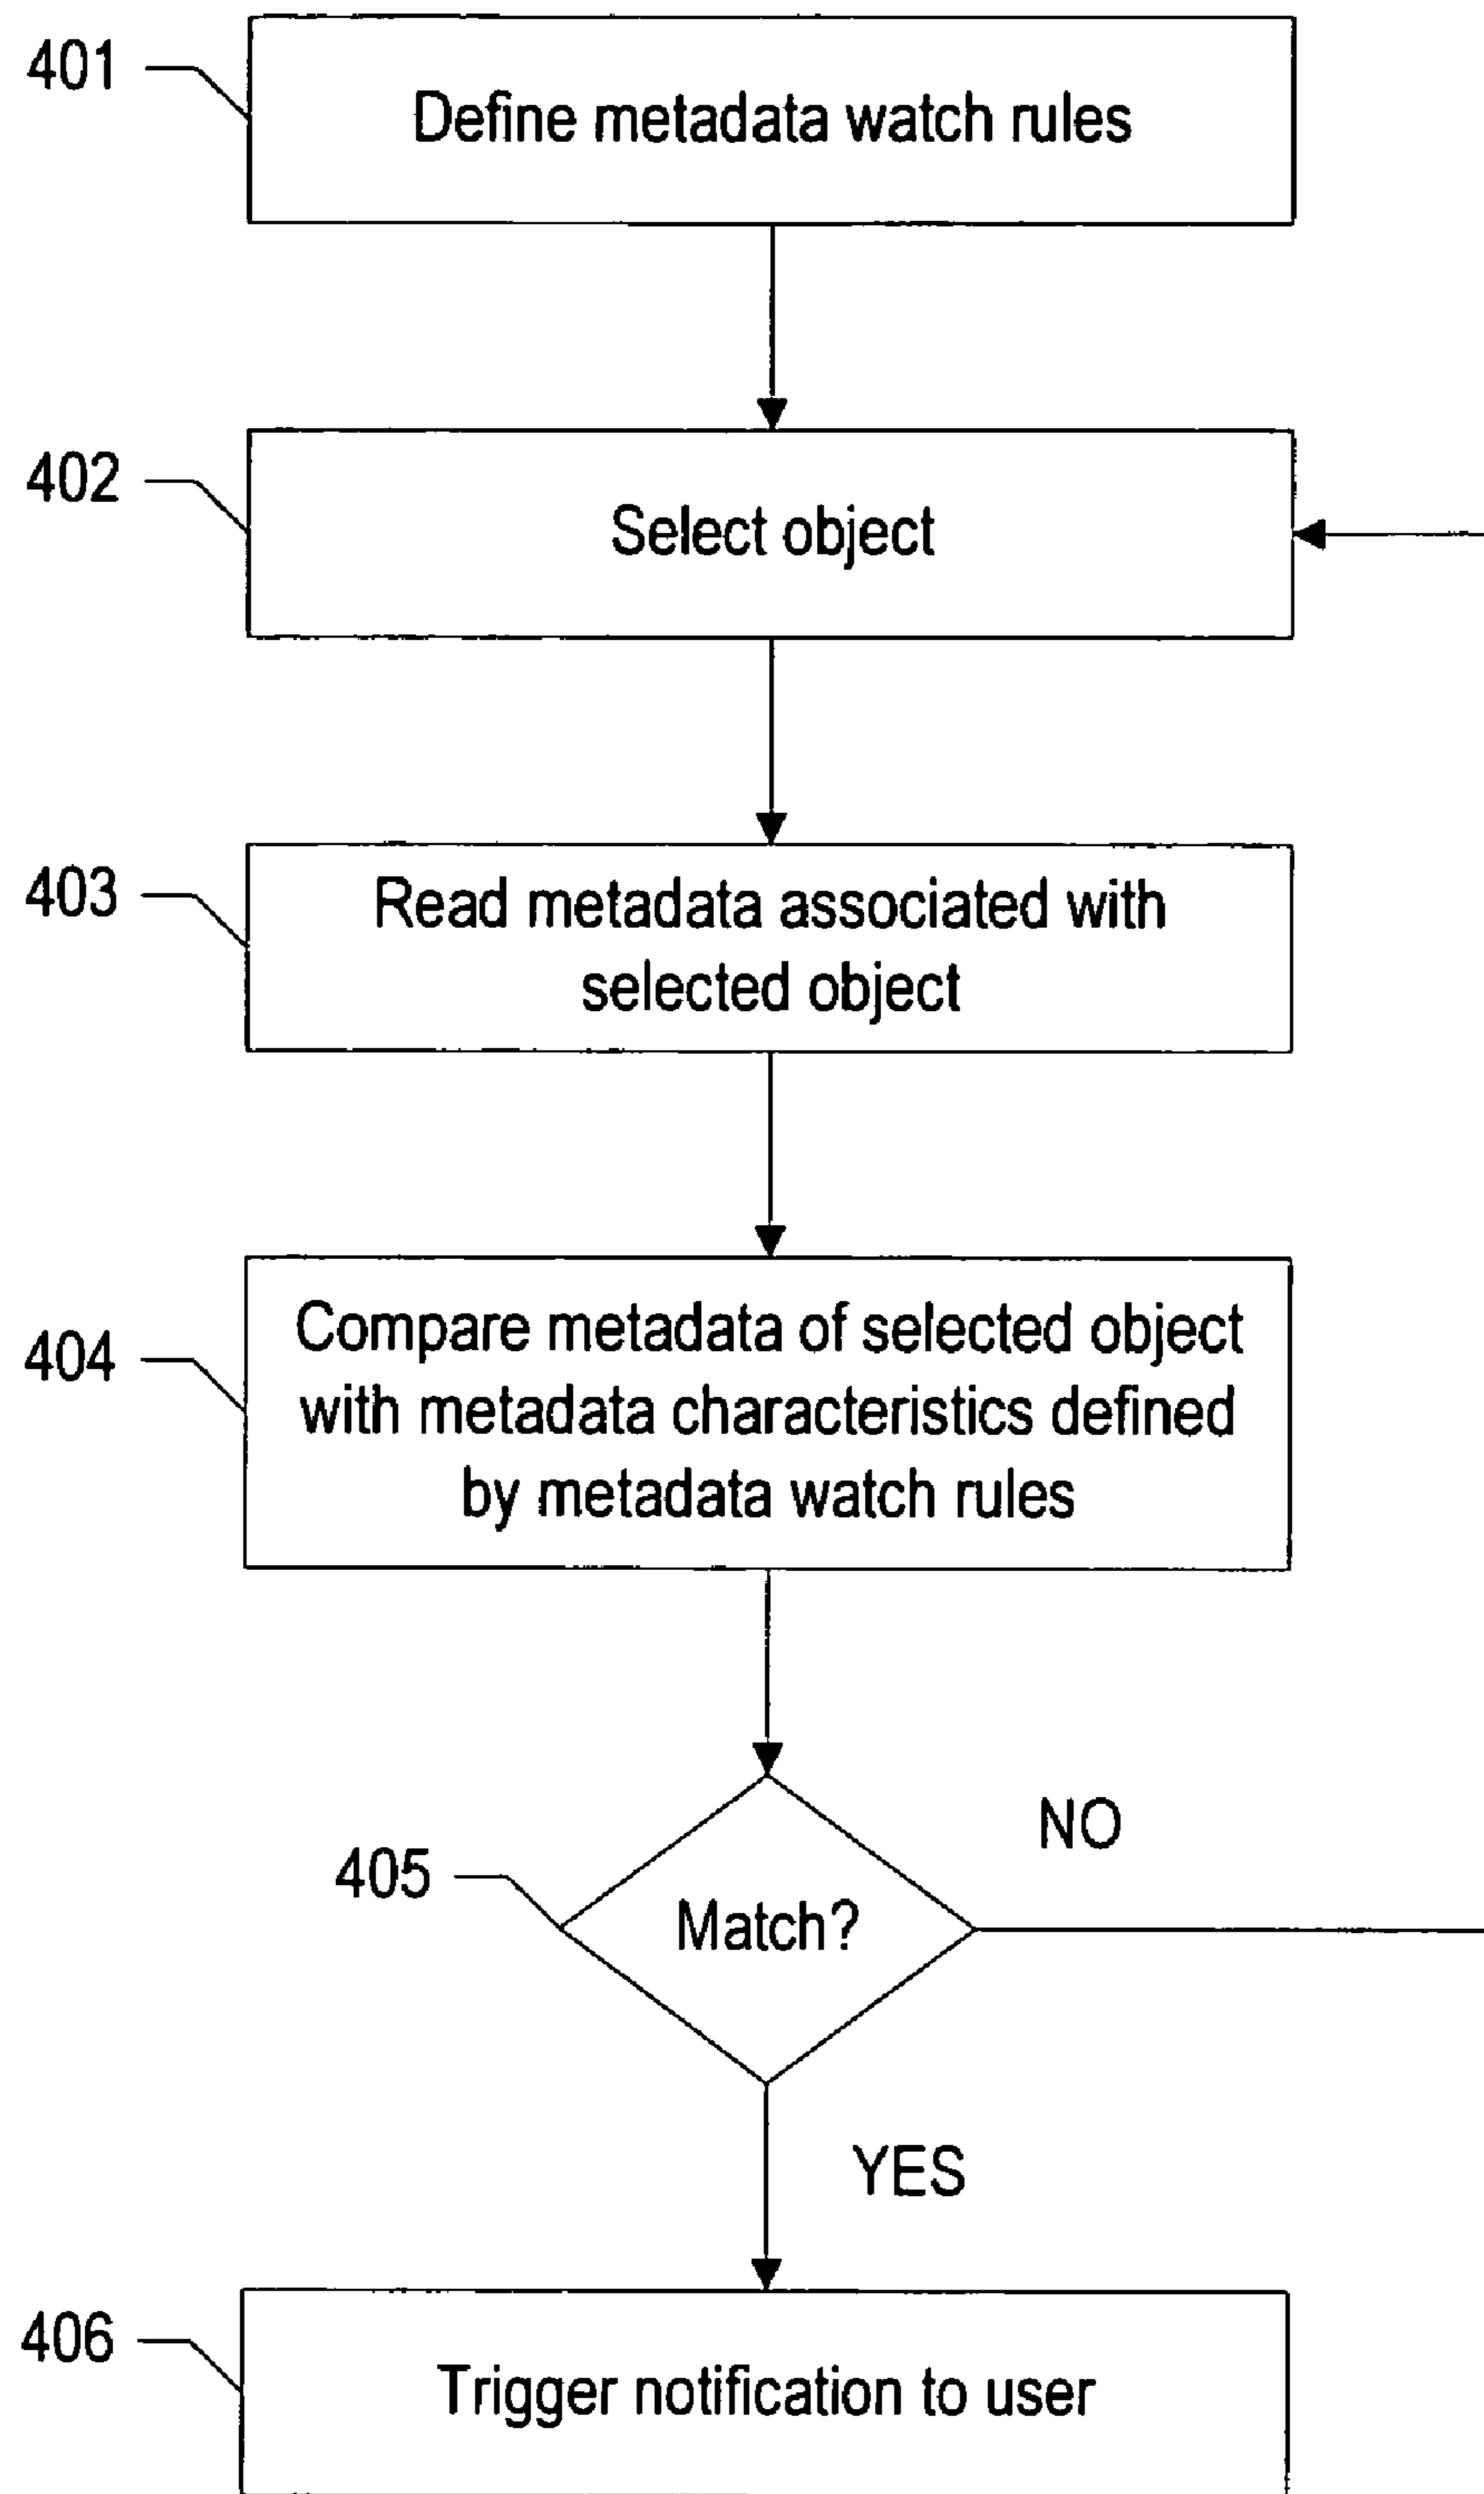 401
Define metadata watch rules
402
Select object
403
Read metadata associated with
selected object
404
Compare metadata of selected object
with metadata characteristics defined
by metadata watch rules
NO
405
Match?
YES
406
Trigger notification to user